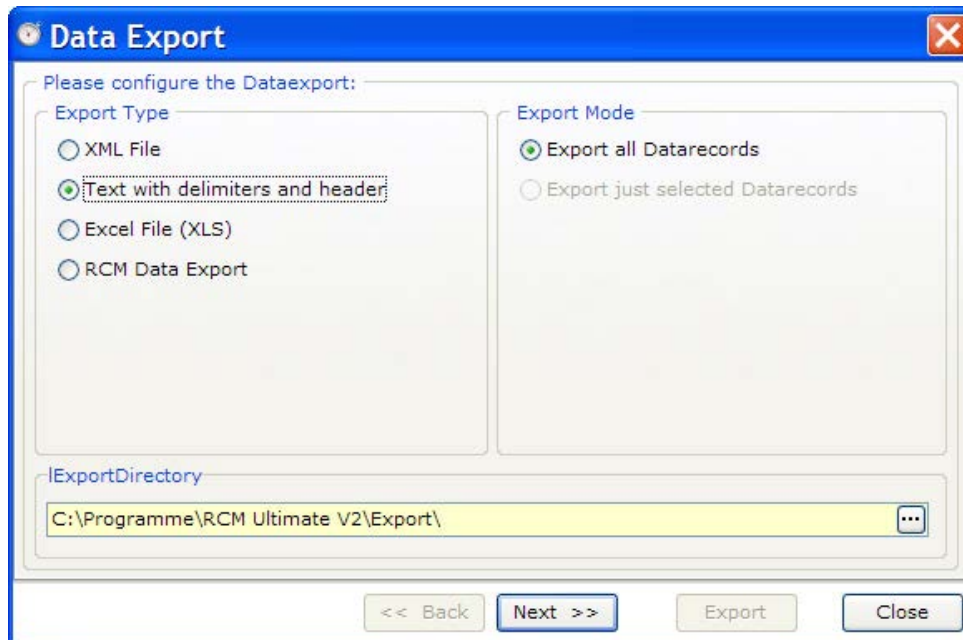 Data Export
Please configure the Dataexport:
Export Type
XML File
Text with delimiters and header
Excel File (XLS)
RCM Data Export
Export Mode
Export all Datarecords
Export just selected Datarecords
lExportDirectory
C:\Programme\RCM Ultimate V2\Export\
...
<< Back
Next >>
Export
Close